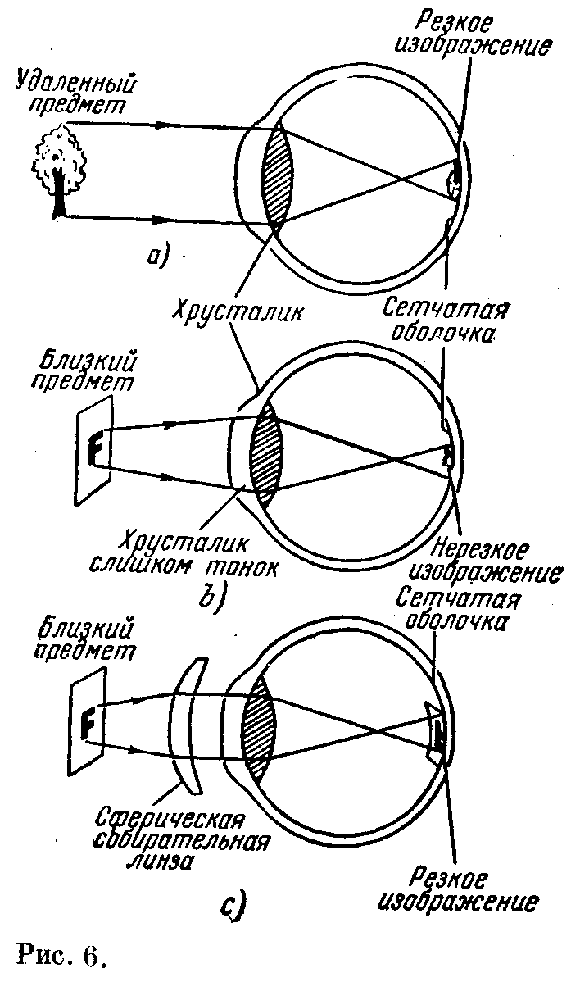 Резкое
изображение
Удаленный
предмет
а)
Хрусталик
Сетчатая
оболочка
Близкий
предмет
F
Хрусталик
слишком тонок
Нерезкое
изображение
b)
Сетчатая
оболочка
Близкий
предмет
F
Сферическая
собирательная
линза
Резкое
изображение
c)
Рис. 6.